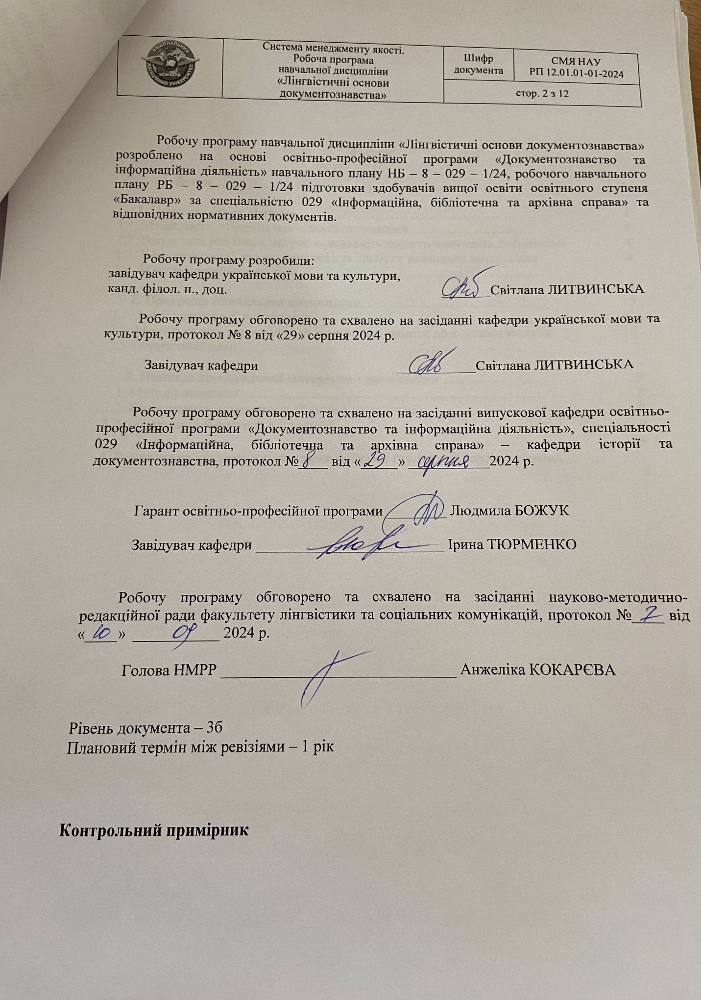 НАЦІОНАЛЬНИЙ
АВІАЦІЙНИЙ УНІВЕРСИТЕТ
MCMXXXIII
Система менеджменту якості.
Робоча програма
навчальної дисципліни
«Лінгвістичні основи
документознавства»
Шифр
документа
СМЯ НАУ
РП 12.01.01-01-2024
стор. 2 з 12
Робочу програму навчальної дисципліни «Лінгвістичні основи документознавства»
розроблено на основі освітньо-професійної програми «Документознавство та
інформаційна діяльність» навчального плану НБ – 8 – 029 – 1/24, робочого навчального
плану РБ – 8 – 029 – 1/24 підготовки здобувачів вищої освіти освітнього ступеня
«Бакалавр» за спеціальністю 029 «Інформаційна, бібліотечна та архівна справа» та
відповідних нормативних документів.
Робочу програму розробили:
завідувач кафедри української мови та культури,
канд. філол. н., доц. Світлана ЛИТВИНСЬКА
Робочу програму обговорено та схвалено на засіданні кафедри української мови та
культури, протокол № 8 від «29» серпня 2024 р.
Завідувач кафедри Світлана ЛИТВИНСЬКА
Робочу програму обговорено та схвалено на засіданні випускової кафедри освітньо-
професійної програми «Документознавство та інформаційна діяльність», спеціальності
029 «Інформаційна, бібліотечна та архівна справа» – кафедри історії та
документознавства, протокол № 8 від «29» серпня 2024 р.
Гарант освітньо-професійної програми Людмила БОЖУК
Завідувач кафедри Ірина ТЮРМЕНКО
Робочу програму обговорено та схвалено на засіданні науково-методично-
редакційної ради факультету лінгвістики та соціальних комунікацій, протокол № 7 від
«10» 09 2024 р.
Голова НМРР Анжеліка КОКАРЄВА
Рівень документа – 3б
Плановий термін між ревізіями – 1 рік
Контрольний примірник